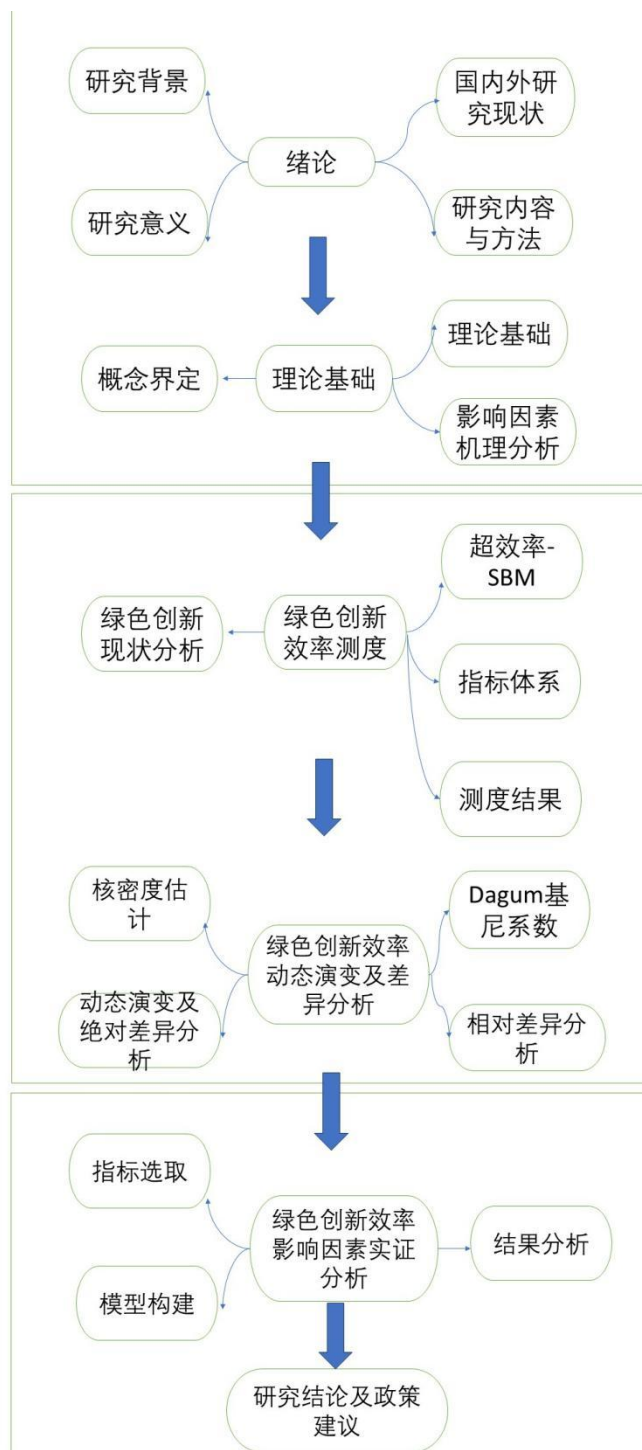 研究背景
国内外研
究现状
绪论
研究意义
研究内容
与方法
理论基础
概念界定
理论基础
影响因素
机理分析
超效率-
SBM
绿色创新
现状分析
绿色创新
效率测度
指标体系
测度结果
核密度估
计
Dagum基
尼系数
绿色创新效率
动态演变及差
异分析
动态演变及
绝对差异分
析
相对差异分
析
指标选取
绿色创新效率
影响因素实证
分析
结果分析
模型构建
研究结论及政策
建议